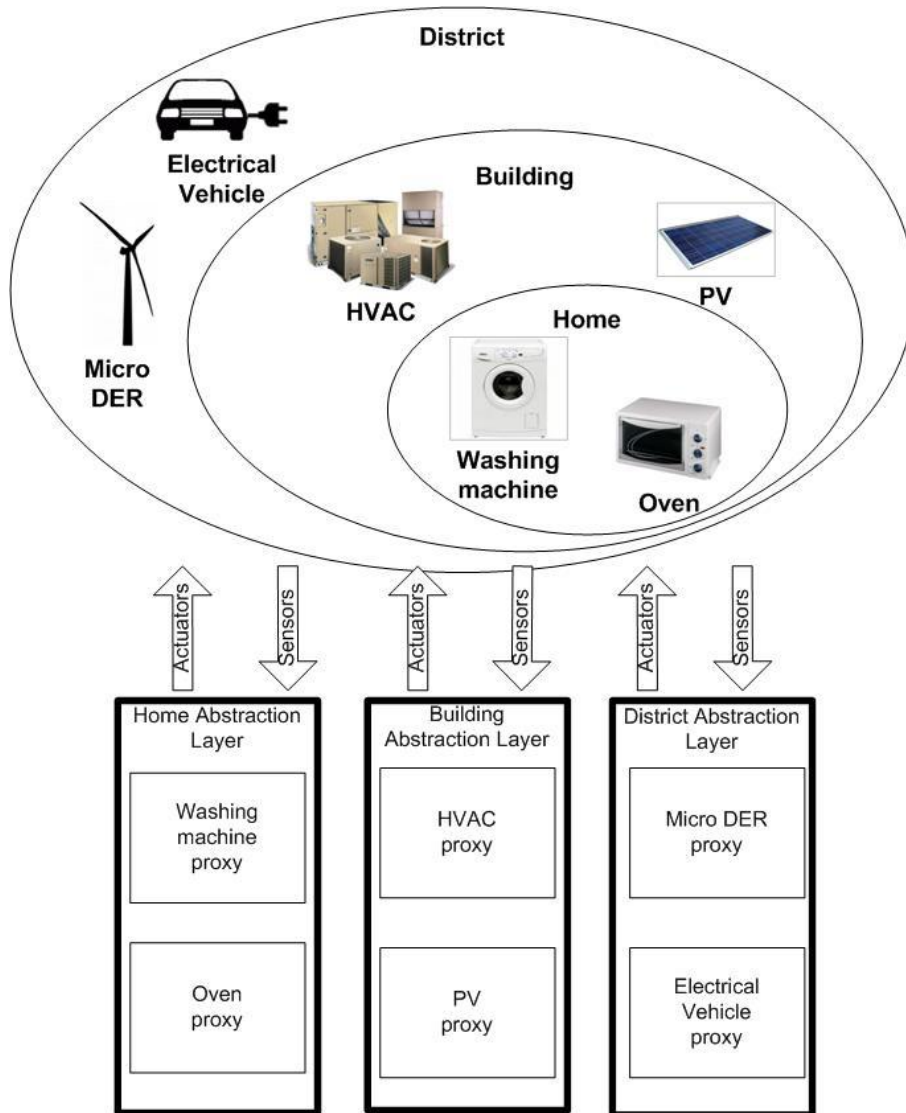 District
Electrical
Vehicle
Building
HVAC
PV
Micro
DER
Home
Washing
machine
Oven
Actuators
Sensors
Actuators
Sensors
Actuators
Sensors
Home Abstraction
Layer
Washing
machine
proxy
Oven
proxy
Building
Abstraction Layer
HVAC
proxy
PV
proxy
District Abstraction
Layer
Micro DER
proxy
Electrical
Vehicle
proxy